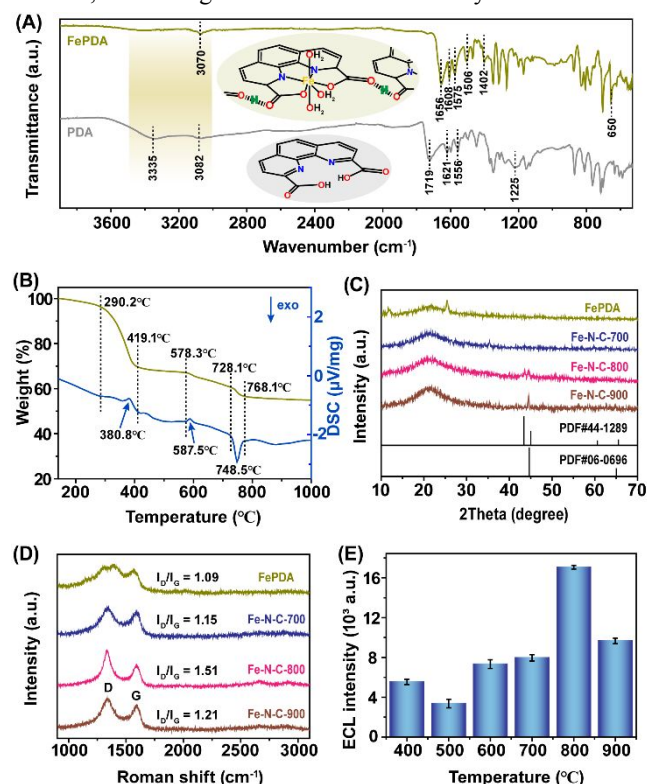 (A)
FePDA
3070
1656
1608
1575
1506
1402
650
PDA
3335
3082
1719
1621
1556
1225
OH₂
OH₂
OH₂
N
N
H
H
N
N
N
O
O
O
O
OH
HO
O
O
Transmittance (a.u.)
3600 3200 2800 2400 2000 1600 1200 800
Wavenumber (cm⁻¹)
(B)
290.2℃
419.1℃
578.3℃
728.1℃
768.1℃
exo
380.8℃
587.5℃
748.5℃
Weight (%)
100
80
60
40
20
DSC (μV/mg)
2
0
-2
200 400 600 800 1000
Temperature (℃)
(C)
FePDA
Fe-N-C-700
Fe-N-C-800
Fe-N-C-900
PDF#44-1289
PDF#06-0696
Intensity (a.u.)
10 20 30 40 50 60 70
2Theta (degree)
(D)
I_D/I_G = 1.09 FePDA
I_D/I_G = 1.15 Fe-N-C-700
I_D/I_G = 1.51 Fe-N-C-800
D G
I_D/I_G = 1.21 Fe-N-C-900
Intensity (a.u.)
1000 1500 2000 2500 3000
Roman shift (cm⁻¹)
(E)
ECL intensity (10³ a.u.)
16
12
8
4
0
400 500 600 700 800 900
Temperature (℃)